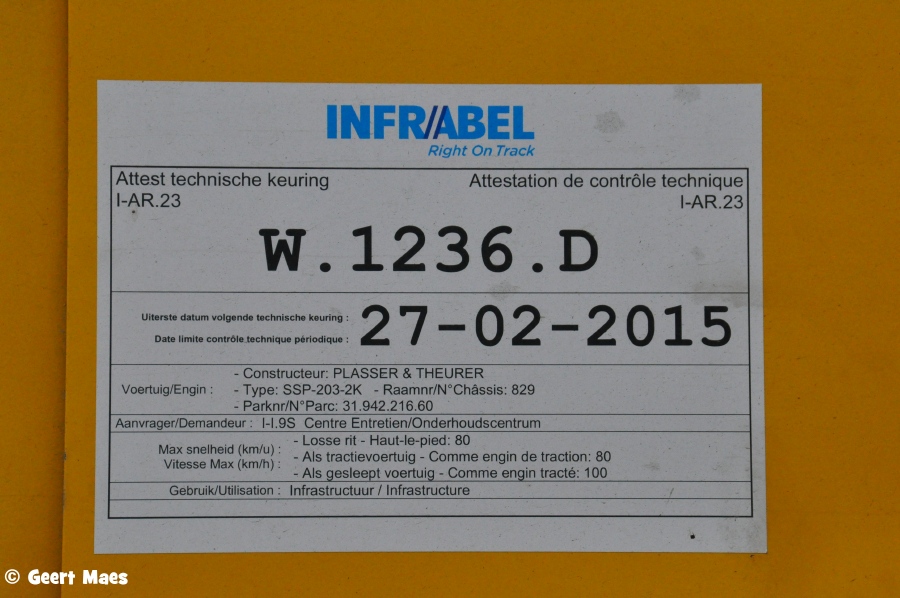 INFRABEL
Right On Track
Attest technische keuring Attestation de contrôle technique
I-AR.23 I-AR.23
W.1236.D
Uiterste datum volgende technische keuring :
Date limite contrôle technique périodique :
27-02-2015
Voertuig/Engin :
- Constructeur: PLASSER & THEURER
- Type: SSP-203-2K - Raamnr/N°Châssis: 829
- Parknr/N°Parc: 31.942.216.60
Aanvrager/Demandeur : I-I.9S Centre Entretien/Onderhoudscentrum
Max snelheid (km/u) :
Vitesse Max (km/h) :
- Losse rit - Haut-le-pied: 80
- Als tractievoertuig - Comme engin de traction: 80
- Als gesleept voertuig - Comme engin tracté: 100
Gebruik/Utilisation : Infrastructuur / Infrastructure
© Geert Maes